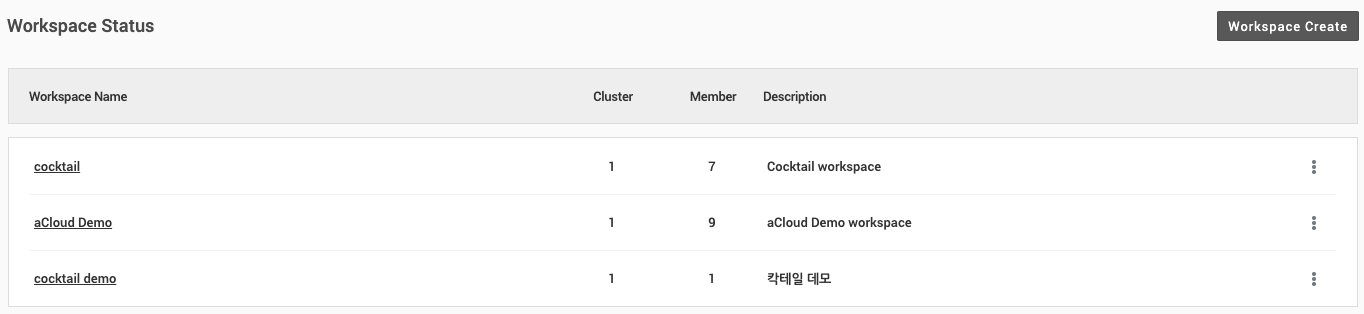 Workspace Status
Workspace Create
Workspace Name Cluster Member Description
cocktail 1 7 Cocktail workspace
aCloud Demo 1 9 aCloud Demo workspace
cocktail demo 1 1 칵테일 데모